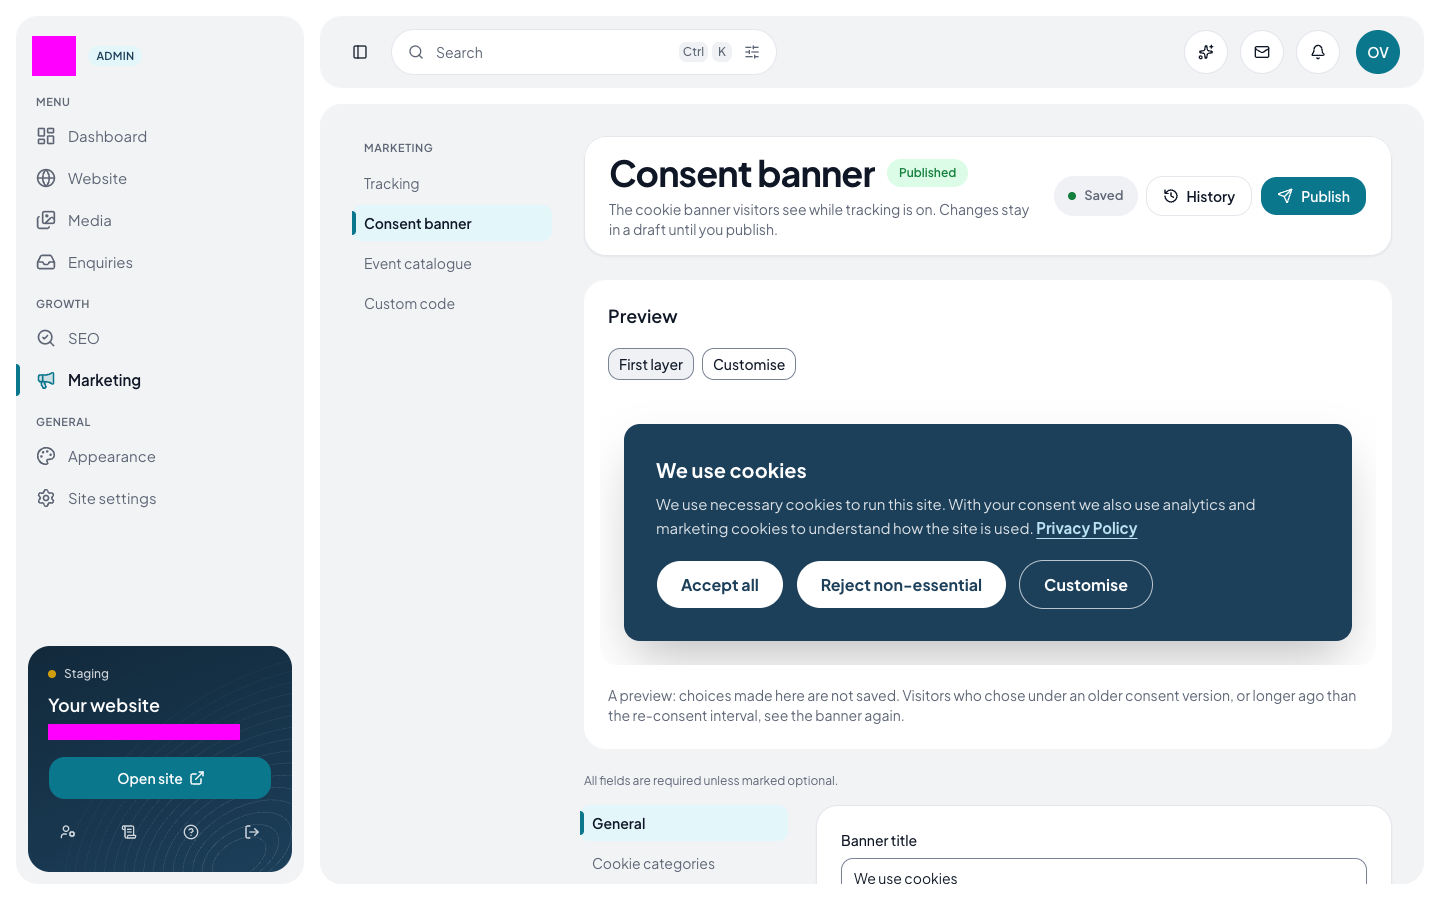 ADMIN
MENU
Dashboard
Website
Media
Enquiries
GROWTH
SEO
Marketing
GENERAL
Appearance
Site settings
Staging
Your website
Open site
Search
Ctrl K
OV
MARKETING
Tracking
Consent banner
Event catalogue
Custom code
Consent banner
Published
The cookie banner visitors see while tracking is on. Changes stay
in a draft until you publish.
Saved
History
Publish
Preview
First layer
Customise
We use cookies
We use necessary cookies to run this site. With your consent we also use analytics and
marketing cookies to understand how the site is used. Privacy Policy
Accept all
Reject non-essential
Customise
A preview: choices made here are not saved. Visitors who chose under an older consent version, or longer ago than
the re-consent interval, see the banner again.
All fields are required unless marked optional.
General
Cookie categories
Banner title
We use cookies